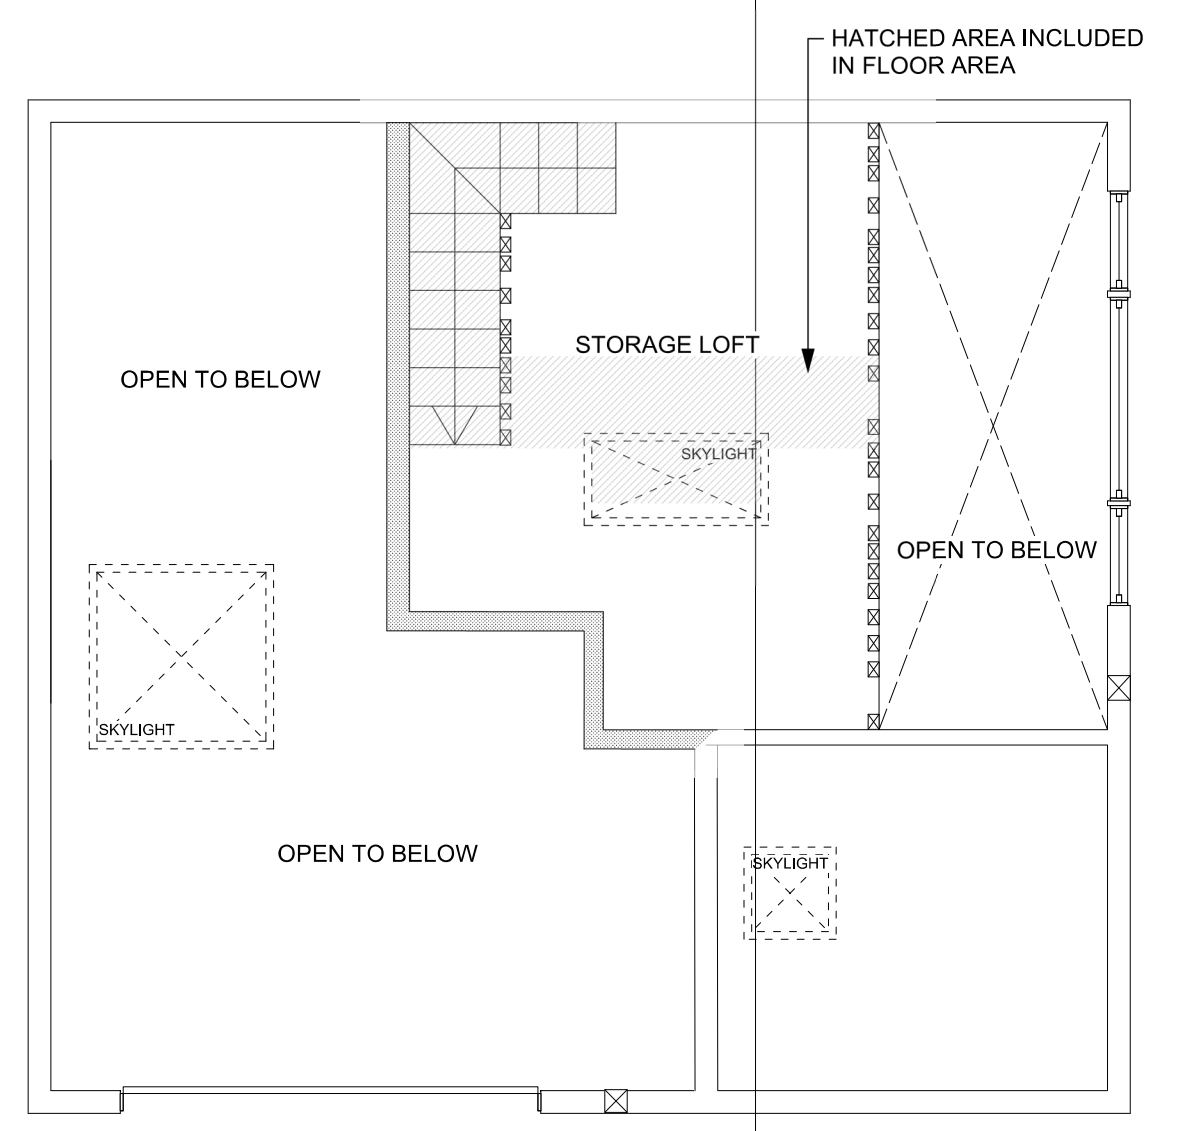 HATCHED AREA INCLUDED
IN FLOOR AREA
STORAGE LOFT
OPEN TO BELOW
SKYLIGHT
OPEN TO BELOW
SKYLIGHT
OPEN TO BELOW
SKYLIGHT